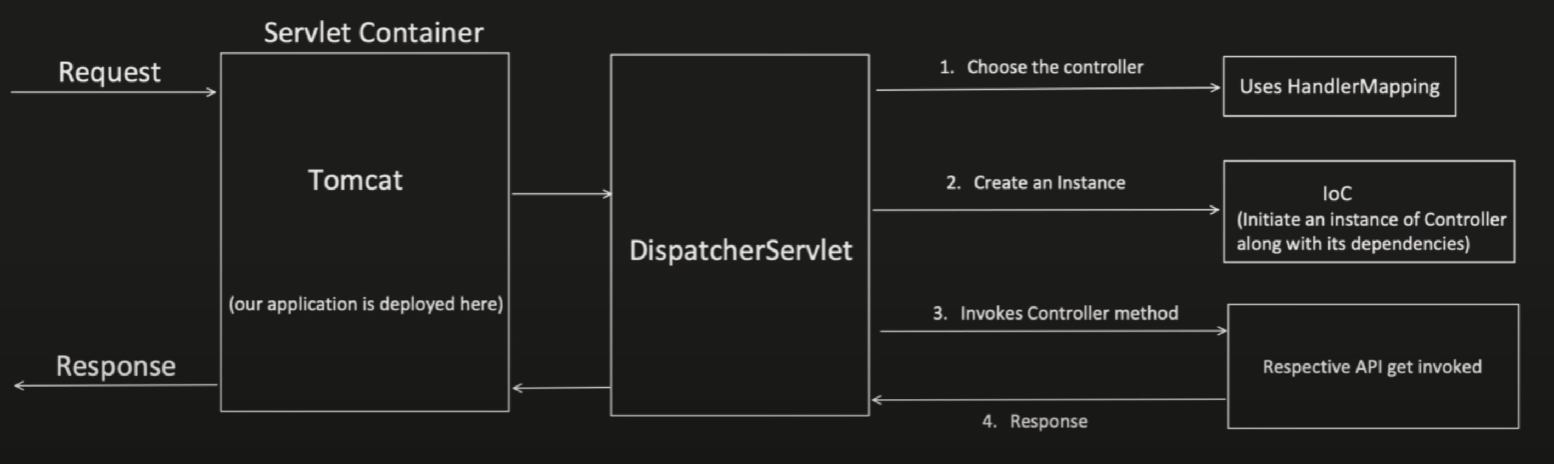 Servlet Container
Request
Tomcat
(our application is deployed here)
Response
DispatcherServlet
1. Choose the controller
Uses HandlerMapping
2. Create an Instance
IoC
(Initiate an instance of Controller
along with its dependencies)
3. Invokes Controller method
Respective API get invoked
4. Response